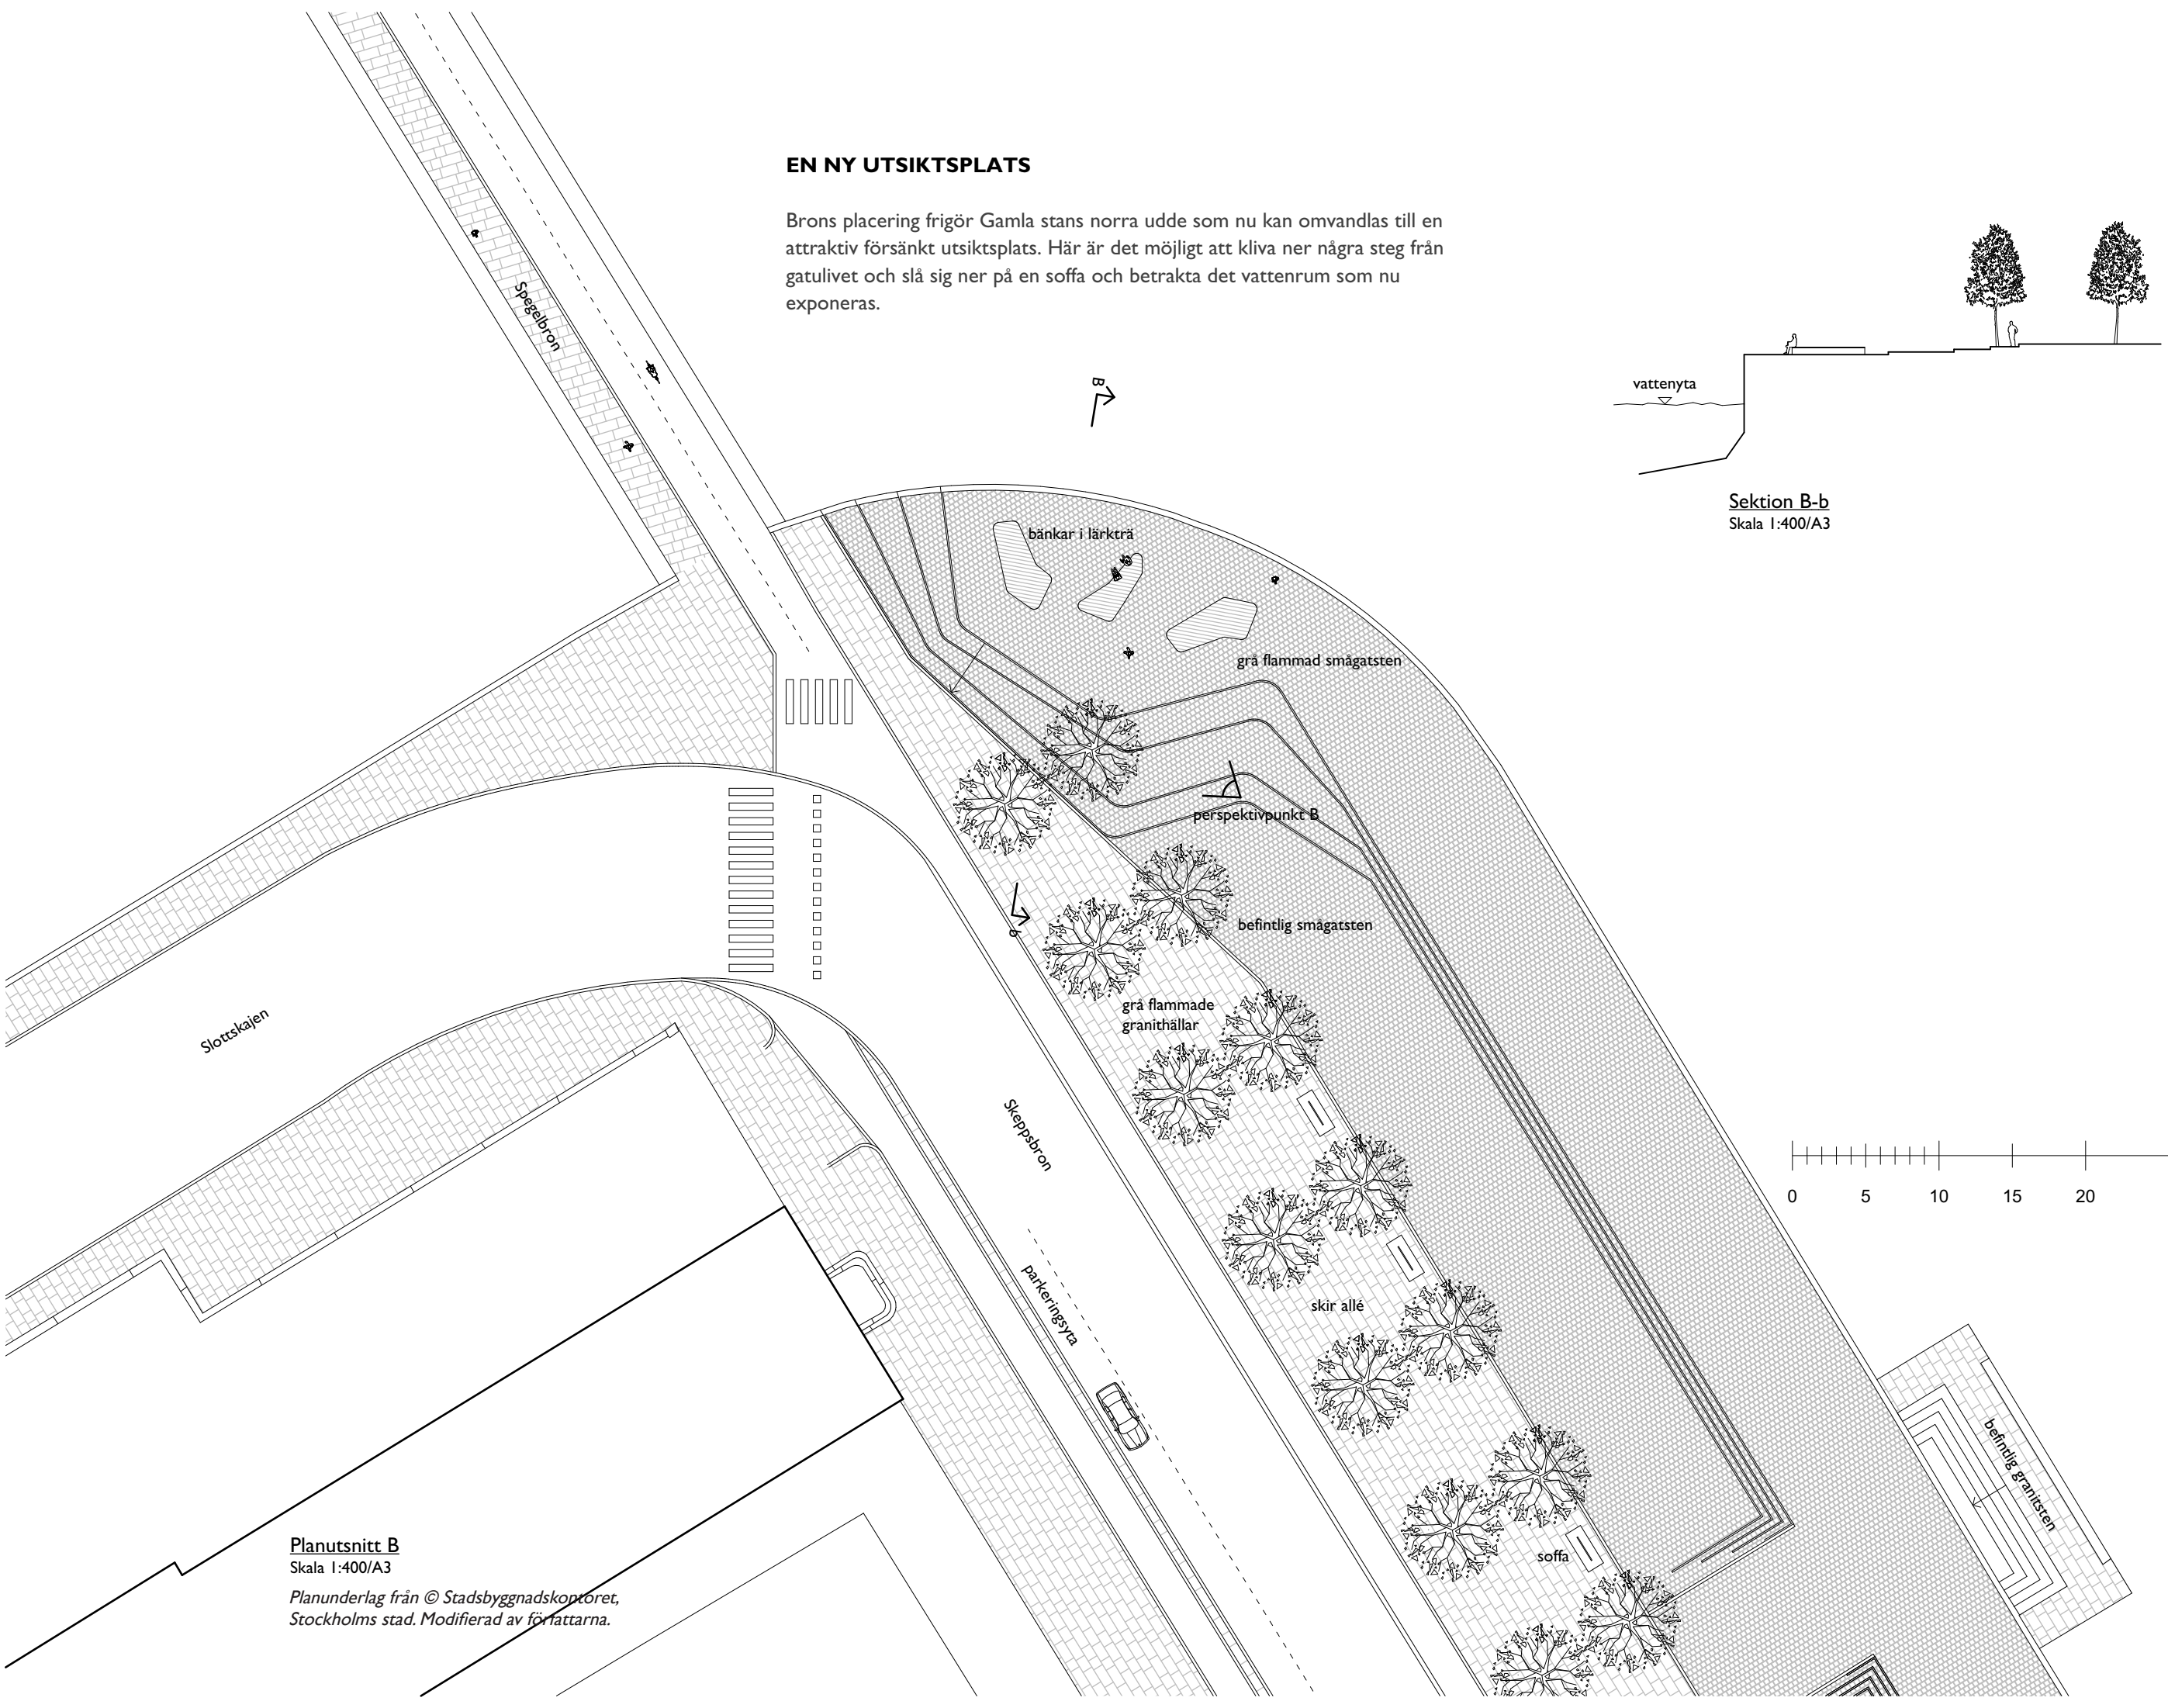 EN NY UTSIKTSPLATS
Brons placering frigör Gamla stans norra udde som nu kan omvandlas till en
attraktiv försänkt utsiktsplats. Här är det möjligt att kliva ner några steg från
gatulivet och slå sig ner på en soffa och betrakta det vattenrum som nu
exponeras.
Spegelbron
B
vattenyta
Sektion B-b
Skala 1:400/A3
bänkar i lärkträ
grå flammad smågatsten
perspektivpunkt B
b
befintlig smågatsten
grå flammade
granithällar
Slottskajen
Skeppsbron
0 5 10 15 20
parkeringsyta
skir allé
befintlig granitsten
soffa
Planutsnitt B
Skala 1:400/A3
Planunderlag från © Stadsbyggnadskontoret,
Stockholms stad. Modifierad av författarna.